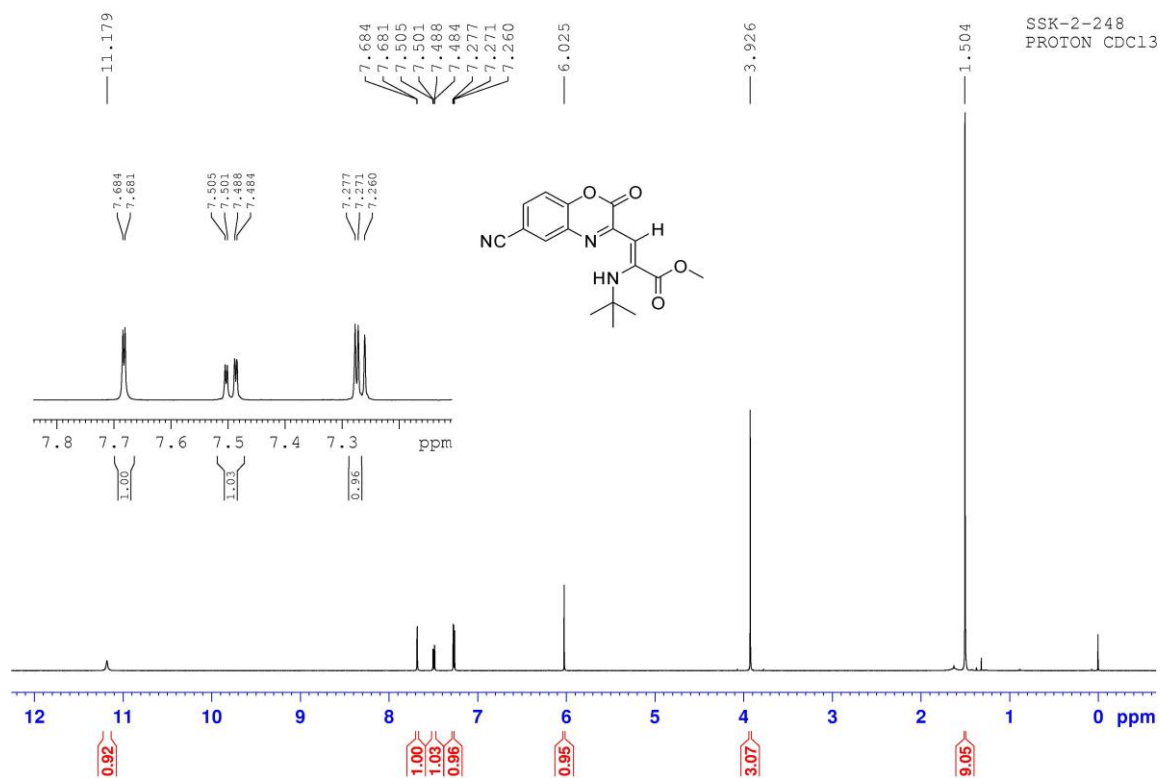 SSK-2-248
PROTON CDCl3
11.179
7.684
7.681
7.505
7.501
7.488
7.484
7.277
7.271
7.260
6.025
3.926
1.504
7.684
7.681
7.505
7.501
7.488
7.484
7.277
7.271
7.260
O
O
NC
N
H
HN
O
O
7.8 7.7 7.6 7.5 7.4 7.3 ppm
1.00 1.03 0.96
12 11 10 9 8 7 6 5 4 3 2 1 0 ppm
0.92 1.00 1.03 0.96 0.95 3.07 9.05